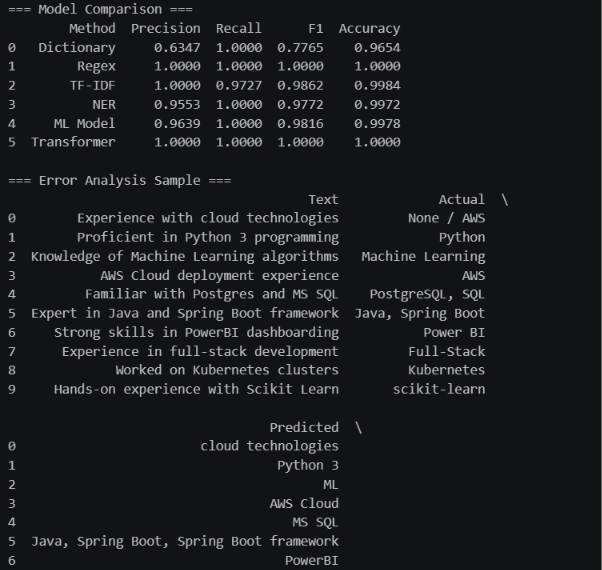 === Model Comparison ===
Method Precision Recall F1 Accuracy
0 Dictionary 0.6347 1.0000 0.7765 0.9654
1 Regex 1.0000 1.0000 1.0000 1.0000
2 TF-IDF 1.0000 0.9727 0.9862 0.9984
3 NER 0.9553 1.0000 0.9772 0.9972
4 ML Model 0.9639 1.0000 0.9816 0.9978
5 Transformer 1.0000 1.0000 1.0000 1.0000
=== Error Analysis Sample ===
Text Actual \
0 Experience with cloud technologies None / AWS
1 Proficient in Python 3 programming Python
2 Knowledge of Machine Learning algorithms Machine Learning
3 AWS Cloud deployment experience AWS
4 Familiar with Postgres and MS SQL PostgreSQL, SQL
5 Expert in Java and Spring Boot framework Java, Spring Boot
6 Strong skills in PowerBI dashboarding Power BI
7 Experience in full-stack development Full-Stack
8 Worked on Kubernetes clusters Kubernetes
9 Hands-on experience with Scikit Learn scikit-learn
Predicted \
0 cloud technologies
1 Python 3
2 ML
3 AWS Cloud
4 MS SQL
5 Java, Spring Boot, Spring Boot framework
6 PowerBI